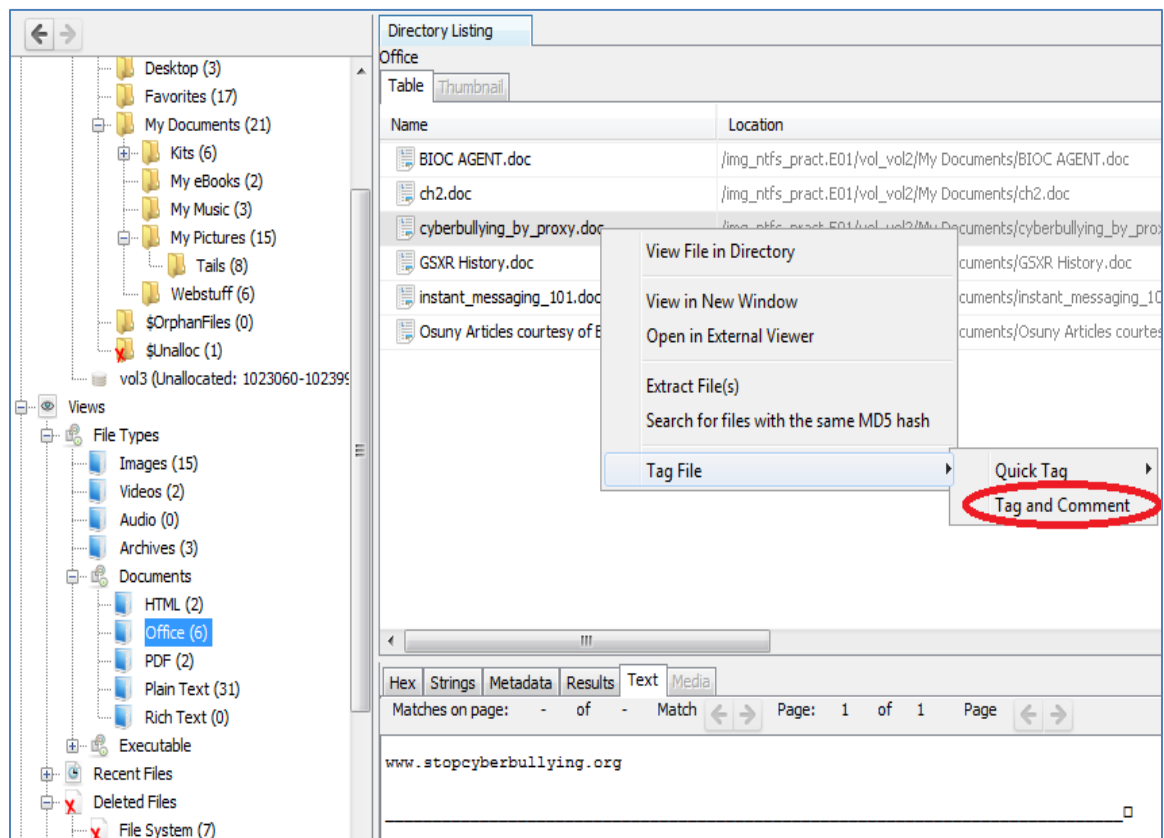 Desktop (3)
Favorites (17)
My Documents (21)
Kits (6)
My eBooks (2)
My Music (3)
My Pictures (15)
Tails (8)
Webstuff (6)
$OrphanFiles (0)
$Unalloc (1)
vol3 (Unallocated: 1023060-102399
Views
File Types
Images (15)
Videos (2)
Audio (0)
Archives (3)
Documents
HTML (2)
Office (6)
PDF (2)
Plain Text (31)
Rich Text (0)
Executable
Recent Files
Deleted Files
File System (7)
Directory Listing
Office
Table Thumbnail
Name Location
BIOC AGENT.doc /img_ntfs_pract.E01/vol_vol2/My Documents/BIOC AGENT.doc
ch2.doc /img_ntfs_pract.E01/vol_vol2/My Documents/ch2.doc
cyberbullying_by_proxy.doc /img_ntfs_pract.E01/vol_vol2/My Documents/cyberbullying_by_prox
GSXR History.doc cuments/GSXR History.doc
instant_messaging_101.doc cuments/instant_messaging_10
Osuny Articles courtesy of E cuments/Osuny Articles courtes
View File in Directory
View in New Window
Open in External Viewer
Extract File(s)
Search for files with the same MD5 hash
Tag File
Quick Tag
Tag and Comment
Hex Strings Metadata Results Text Media
Matches on page: - of - Match Page: 1 of 1 Page
www.stopcyberbullying.org